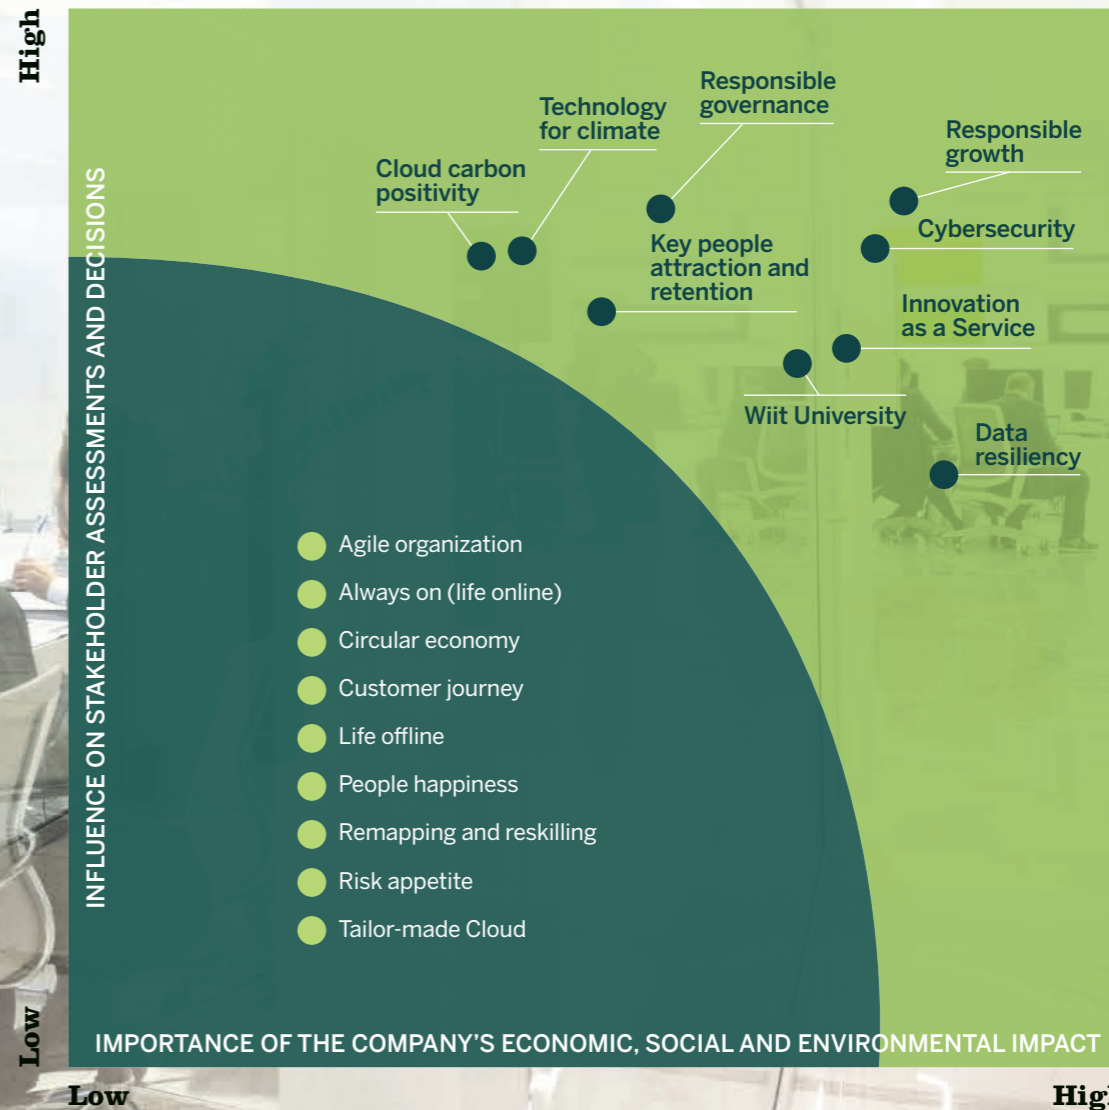 High
Responsible
governance
Technology
for climate
Responsible
growth
Cloud carbon
positivity
Cybersecurity
Key people
attraction and
retention
Innovation
as a Service
Wiit University
Data
resiliency
INFLUENCE ON STAKEHOLDER ASSESSMENTS AND DECISIONS
Agile organization
Always on (life online)
Circular economy
Customer journey
Life offline
People happiness
Remapping and reskilling
Risk appetite
Tailor-made Cloud
Low
IMPORTANCE OF THE COMPANY'S ECONOMIC, SOCIAL AND ENVIRONMENTAL IMPACT
Low
Hig